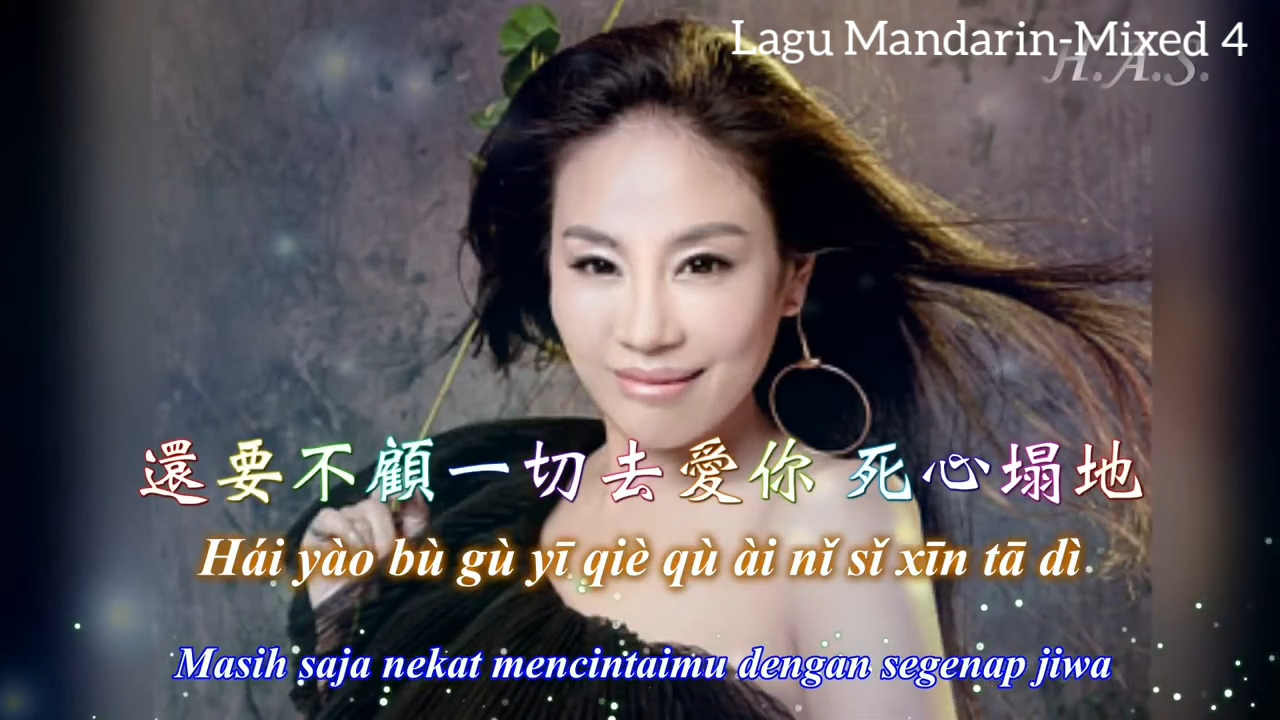 Lagu Mandarin-Mixed 4
H.A.S.
還要不顧一切去愛你 死心塌地
Hái yào bù gù yī qiè qù ài nǐ sǐ xīn tā dì
Masih saja nekat mencintaimu dengan segenap jiwa